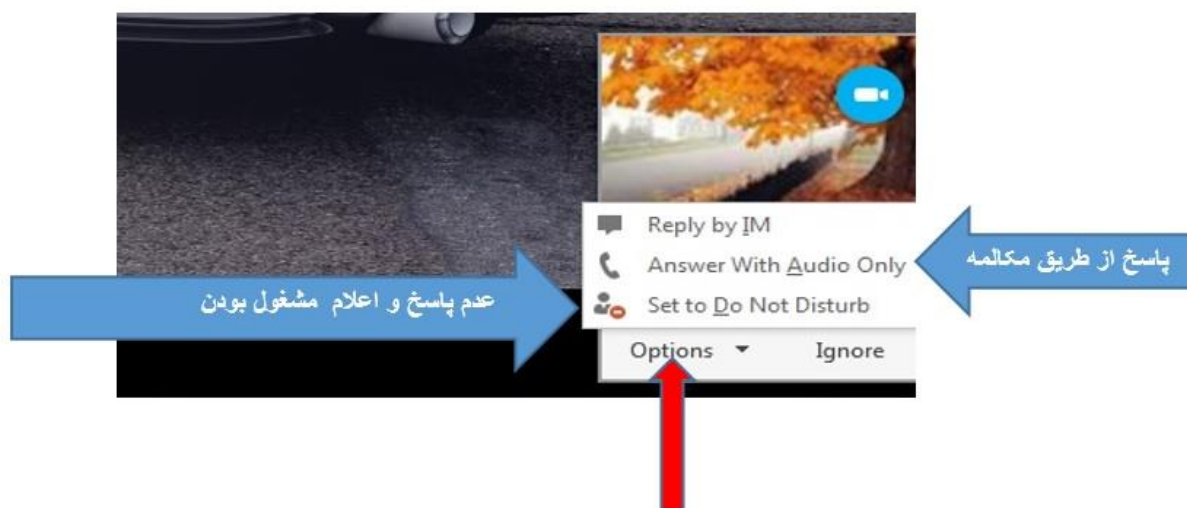 Reply by IM
Answer With Audio Only
پاسخ از طریق مکالمه
عدم پاسخ و اعلام مشغول بودن
Set to Do Not Disturb
Options
Ignore